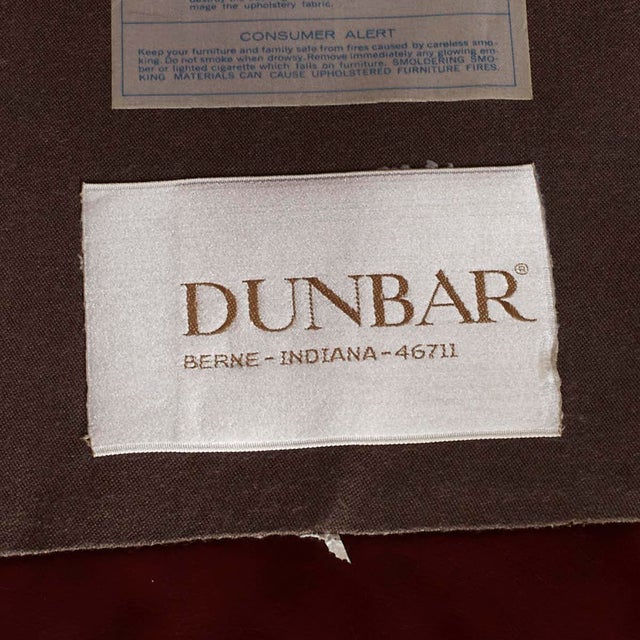 mage the upholstery fabric.
CONSUMER ALERT
Keep your furniture and family safe from fires caused by careless smo-
king. Do not smoke when drowsy. Remove immediately any glowing em-
ber or lighted cigarette which falls on furniture. SMOLDERING SMO-
KING MATERIALS CAN CAUSE UPHOLSTERED FURNITURE FIRES.
DUNBAR®
BERNE-INDIANA-46711